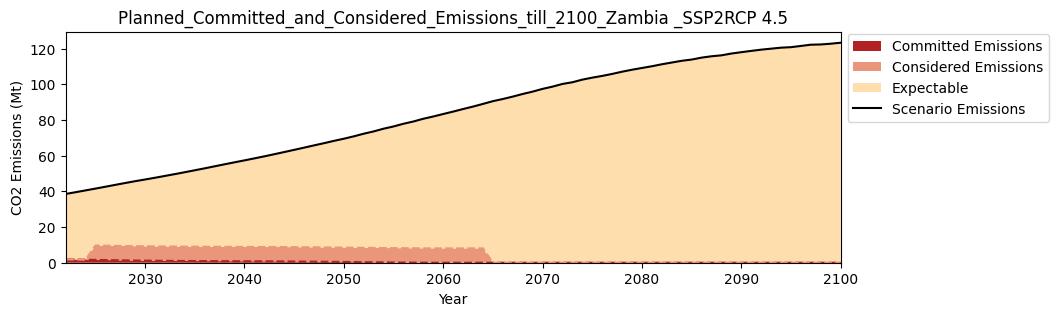 Planned_Committed_and_Considered_Emissions_till_2100_Zambia _SSP2RCP 4.5
120
100
80
60
40
20
0
CO2 Emissions (Mt)
2030 2040 2050 2060 2070 2080 2090 2100
Year
Committed Emissions
Considered Emissions
Expectable
Scenario Emissions